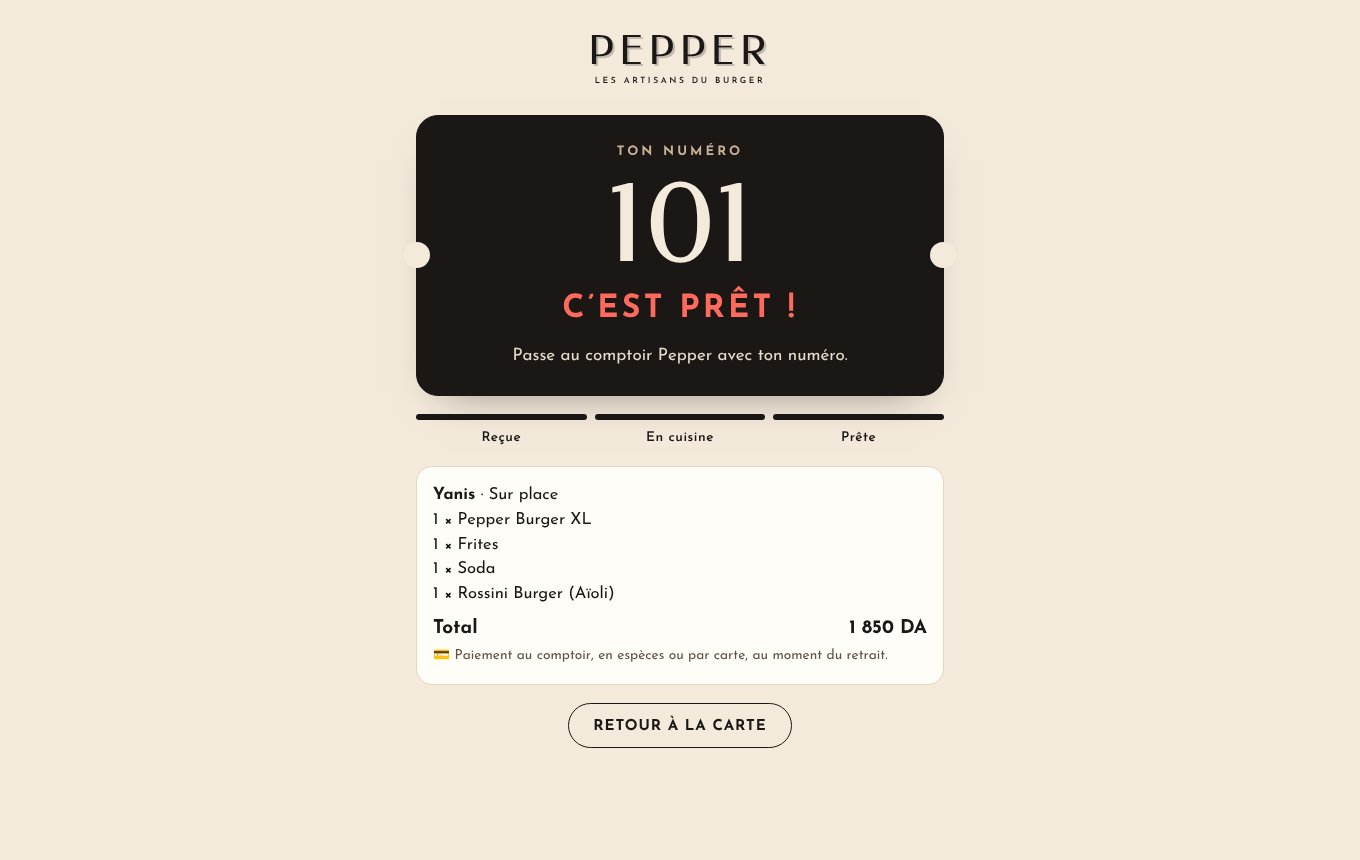 PEPPER
LES ARTISANS DU BURGER
TON NUMÉRO
101
C'EST PRÊT !
Passe au comptoir Pepper avec ton numéro.
Reçue En cuisine Prête
Yanis · Sur place
1 × Pepper Burger XL
1 × Frites
1 × Soda
1 × Rossini Burger (Aïoli)
Total 1 850 DA
💳 Paiement au comptoir, en espèces ou par carte, au moment du retrait.
RETOUR À LA CARTE